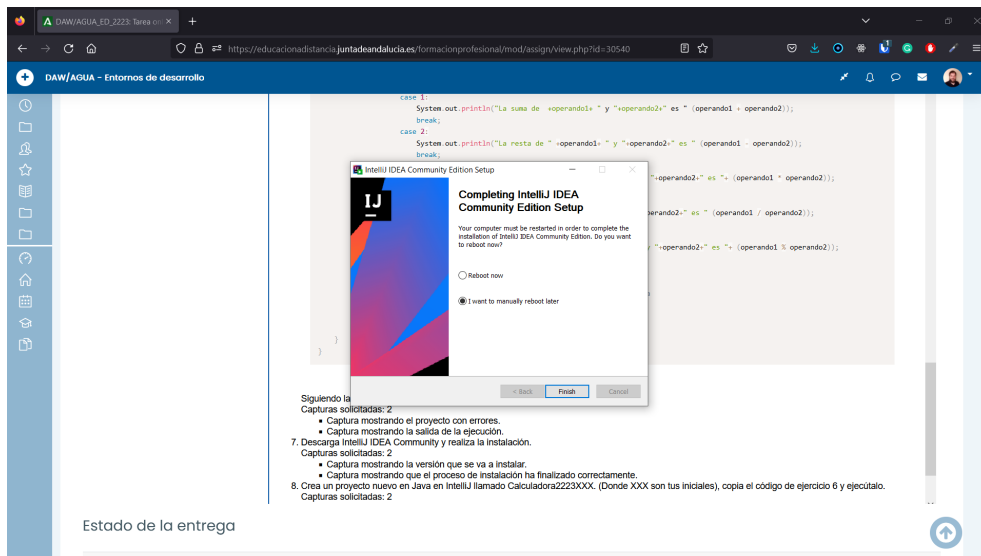 DAW/AGUA_ED_2223: Tarea on
https://educacionadistancia.juntadeandalucia.es/formacionprofesional/mod/assign/view.php?id=30540
DAW/AGUA - Entornos de desarrollo
case 1:
System.out.println("La suma de  +operando1+ " y "+operando2+" es " (operando1 + operando2));
break;
case 2:
System.out.println("La resta de " +operando1+ " y "+operando2+" es " (operando1 - operando2));
break;
IntelliJ IDEA Community Edition Setup
"+operando2+" es "+ (operando1 * operando2));
IJ
Completing IntelliJ IDEA
Community Edition Setup
perando2+" es " (operando1 / operando2));
Your computer must be restarted in order to complete the
installation of IntelliJ IDEA Community Edition. Do you want
to reboot now?
"+operando2+" es "+ (operando1 % operando2));
Reboot now
I want to manually reboot later
}
}
< Back
Finish
Cancel
Siguiendo la
Capturas solicitadas: 2
Captura mostrando el proyecto con errores.
Captura mostrando la salida de la ejecución.
7. Descarga IntelliJ IDEA Community y realiza la instalación.
Capturas solicitadas: 2
Captura mostrando la versión que se va a instalar.
Captura mostrando que el proceso de instalación ha finalizado correctamente.
8. Crea un proyecto nuevo en Java en IntelliJ llamado Calculadora2223XXX. (Donde XXX son tus iniciales), copia el código de ejercicio 6 y ejecútalo.
Capturas solicitadas: 2
Estado de la entrega